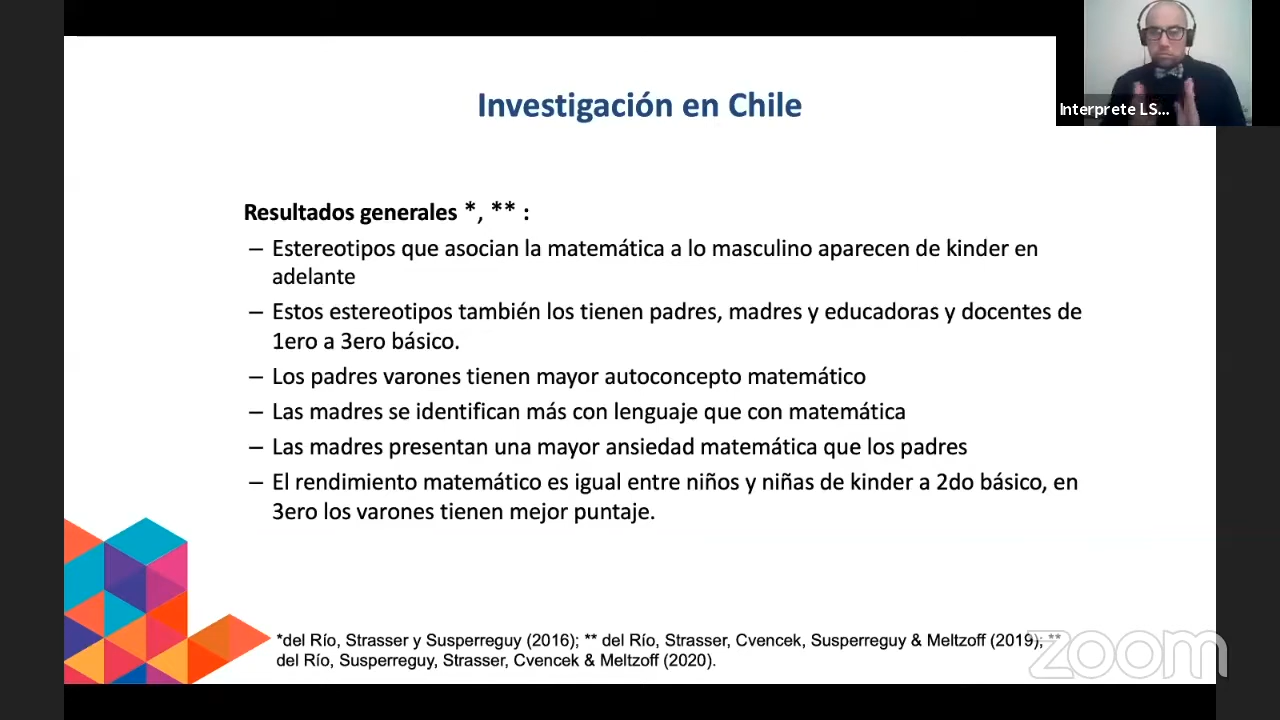 Investigación en Chile
Interprete LS...
Resultados generales *, ** :
– Estereotipos que asocian la matemática a lo masculino aparecen de kinder en
adelante
– Estos estereotipos también los tienen padres, madres y educadoras y docentes de
1ero a 3ero básico.
– Los padres varones tienen mayor autoconcepto matemático
– Las madres se identifican más con lenguaje que con matemática
– Las madres presentan una mayor ansiedad matemática que los padres
– El rendimiento matemático es igual entre niños y niñas de kinder a 2do básico, en
3ero los varones tienen mejor puntaje.
*del Río, Strasser y Susperreguy (2016); ** del Río, Strasser, Cvencek, Susperreguy & Meltzoff (2019); **
del Río, Susperreguy, Strasser, Cvencek & Meltzoff (2020).
zoom